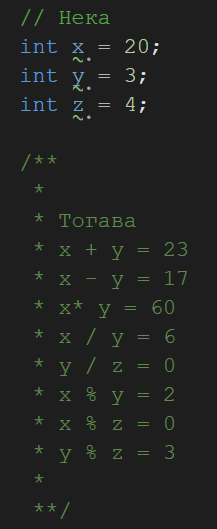 // Нека
int x = 20;
int y = 3;
int z = 4;
/**
*
* Тогава
* x + y = 23
* x - y = 17
* x* y = 60
* x / y = 6
* y / z = 0
* x % y = 2
* x % z = 0
* y % z = 3
*
**/